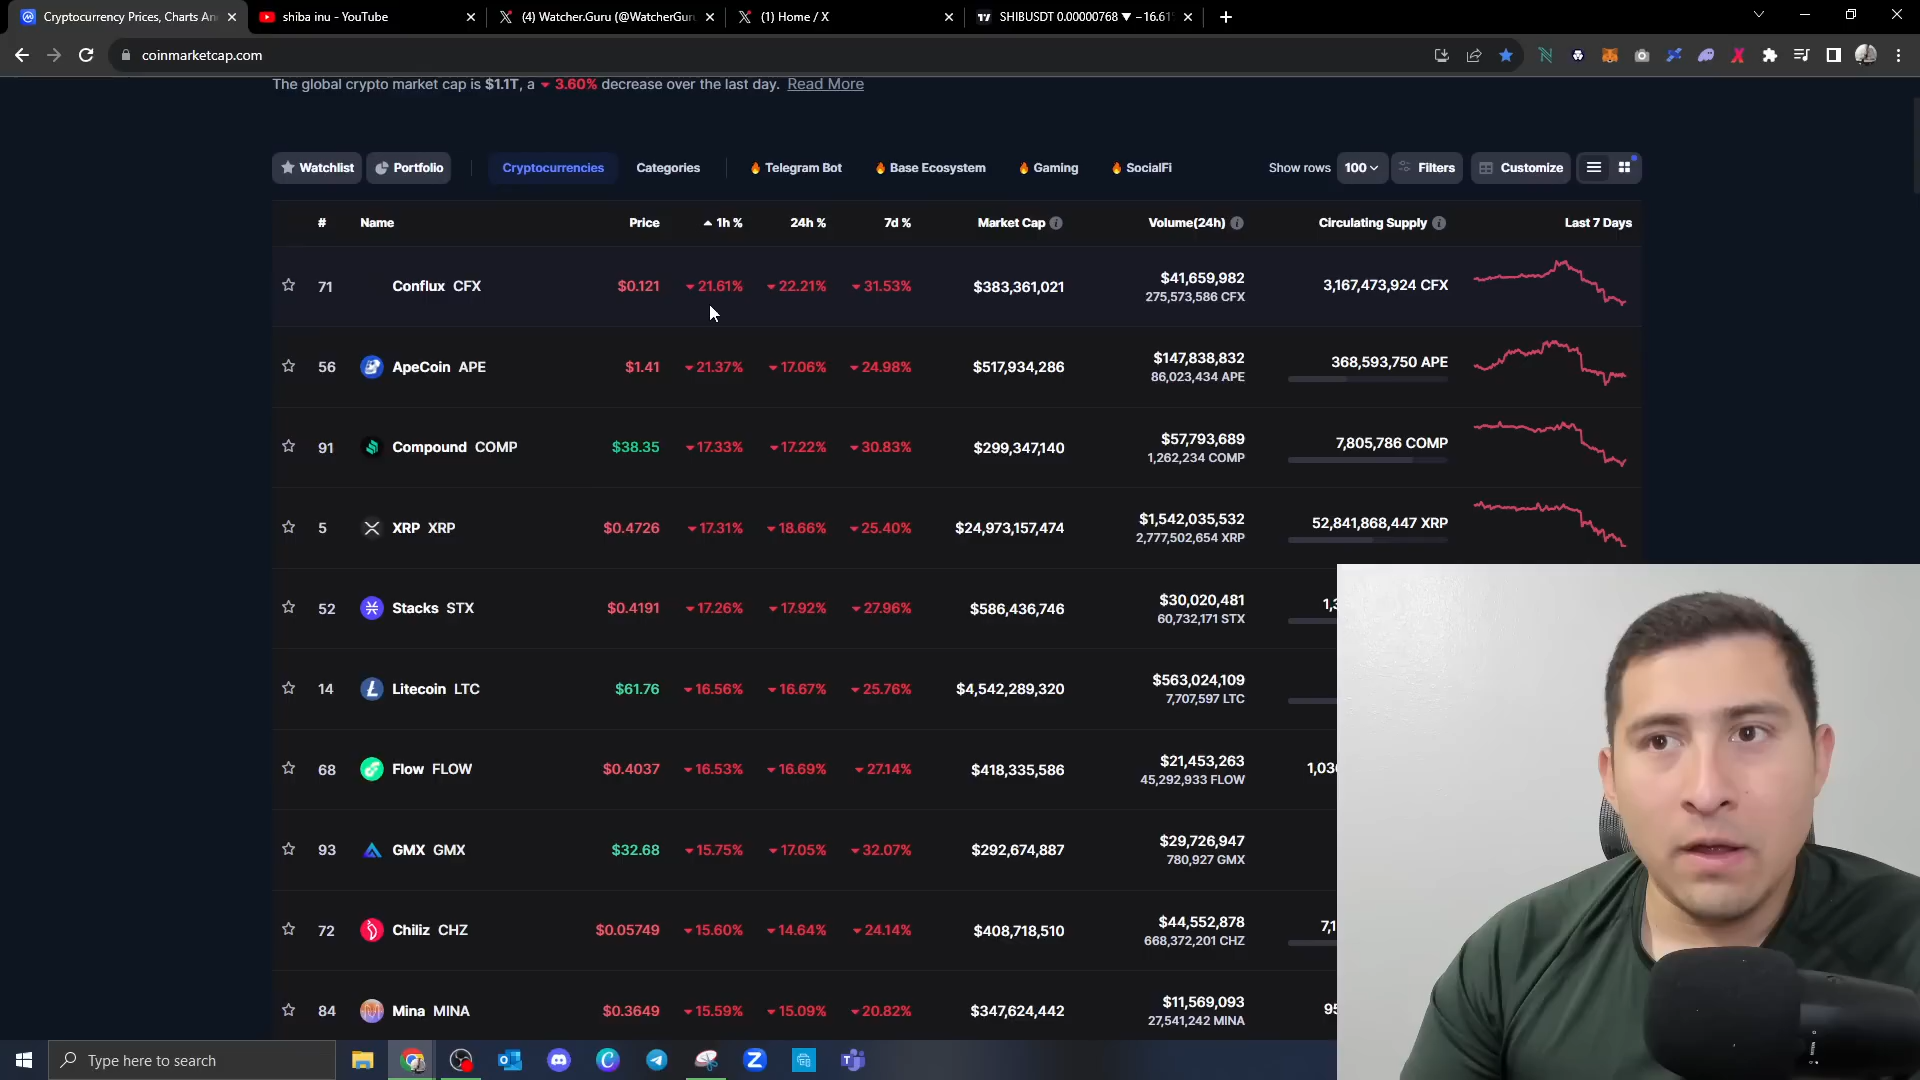 Cryptocurrency Prices, Charts An
shiba inu - YouTube
(4) Watcher.Guru (@WatcherGur
(1) Home / X
SHIBUSDT 0.00000768 ▼ −16.61
coinmarketcap.com
The global crypto market cap is $1.1T, a 3.60% decrease over the last day. Read More
Watchlist Portfolio Cryptocurrencies Categories Telegram Bot Base Ecosystem Gaming SocialFi Show rows 100 Filters Customize
# Name Price 1h % 24h % 7d % Market Cap Volume(24h) Circulating Supply Last 7 Days
71 Conflux CFX $0.121 21.61% 22.21% 31.53% $383,361,021 $41,659,982 3,167,473,924 CFX
275,573,586 CFX
56 ApeCoin APE $1.41 21.37% 17.06% 24.98% $517,934,286 $147,838,832 368,593,750 APE
86,023,434 APE
91 Compound COMP $38.35 17.33% 17.22% 30.83% $299,347,140 $57,793,689 7,805,786 COMP
1,262,234 COMP
5 XRP XRP $0.4726 17.31% 18.66% 25.40% $24,973,157,474 $1,542,035,532 52,841,868,447 XRP
2,777,502,654 XRP
52 Stacks STX $0.4191 17.26% 17.92% 27.96% $586,436,746 $30,020,481 1,3
60,732,171 STX
14 Litecoin LTC $61.76 16.56% 16.67% 25.76% $4,542,289,320 $563,024,109
7,707,597 LTC
68 Flow FLOW $0.4037 16.53% 16.69% 27.14% $418,335,586 $21,453,263 1,036
45,292,933 FLOW
93 GMX GMX $32.68 15.75% 17.05% 32.07% $292,674,887 $29,726,947
780,927 GMX
72 Chiliz CHZ $0.05749 15.60% 14.64% 24.14% $408,718,510 $44,552,878 7,1
668,372,201 CHZ
84 Mina MINA $0.3649 15.59% 15.09% 20.82% $347,624,442 $11,569,093 95
27,541,242 MINA
Type here to search